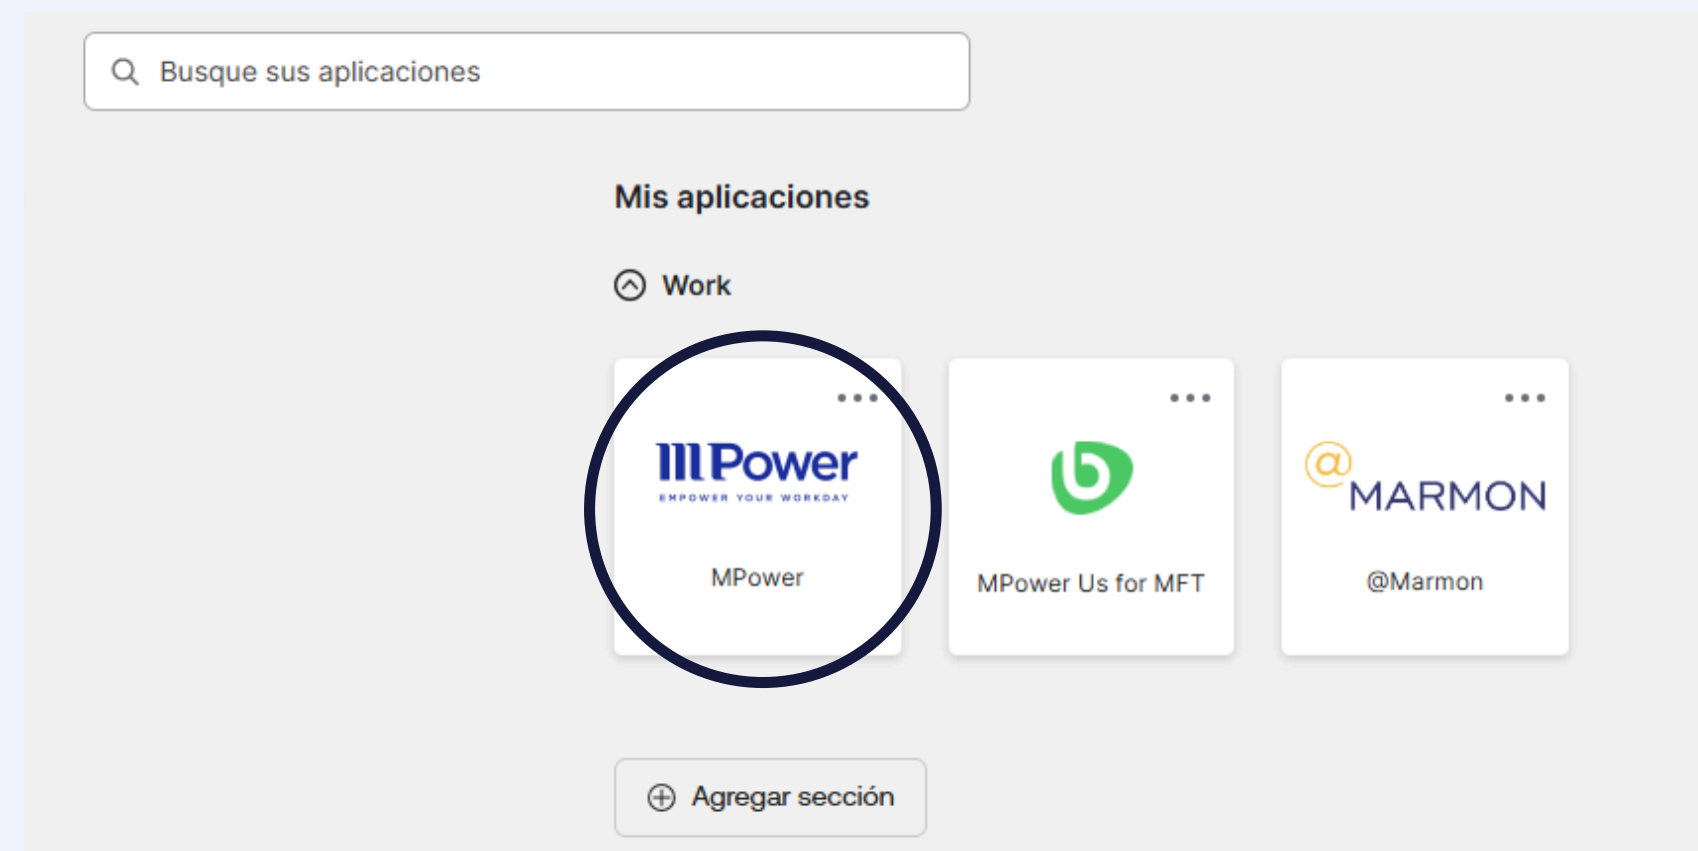 Busque sus aplicaciones
Mis aplicaciones
Work
mPower
EMPOWER YOUR WORKDAY
MPower
b
MPower Us for MFT
@MARMON
@Marmon
Agregar sección